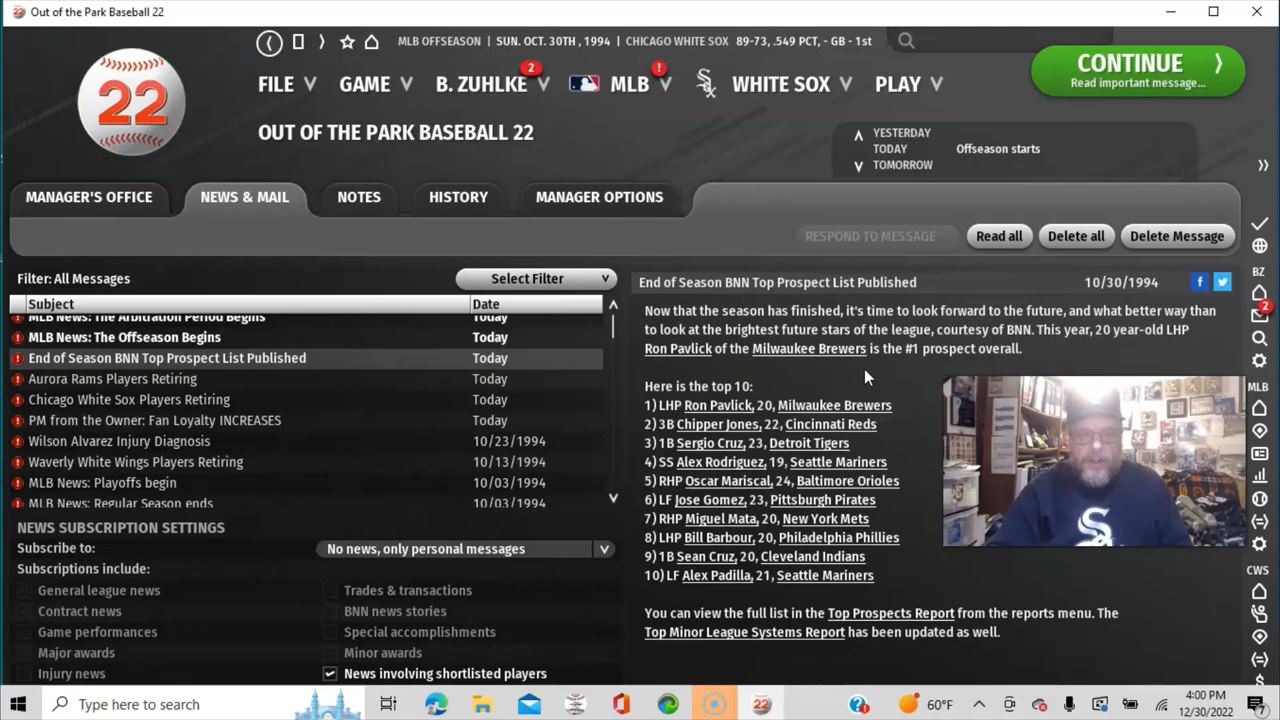 Out of the Park Baseball 22
MLB OFFSEASON | SUN. OCT. 30TH, 1994 | CHICAGO WHITE SOX 89-73, .549 PCT, - GB - 1st
22
FILE GAME B. ZUHLKE 2 MLB ! WHITE SOX PLAY
CONTINUE
Read important message...
OUT OF THE PARK BASEBALL 22
YESTERDAY
TODAY Offseason starts
TOMORROW
MANAGER'S OFFICE NEWS & MAIL NOTES HISTORY MANAGER OPTIONS
RESPOND TO MESSAGE Read all Delete all Delete Message
Filter: All Messages Select Filter
Subject Date
MLB News: The Arbitration Period Begins Today
MLB News: The Offseason Begins Today
End of Season BNN Top Prospect List Published Today
Aurora Rams Players Retiring Today
Chicago White Sox Players Retiring Today
PM from the Owner: Fan Loyalty INCREASES Today
Wilson Alvarez Injury Diagnosis 10/23/1994
Waverly White Wings Players Retiring 10/13/1994
MLB News: Playoffs begin 10/03/1994
MLB News: Regular Season ends 10/03/1994
NEWS SUBSCRIPTION SETTINGS
Subscribe to: No news, only personal messages
Subscriptions include:
General league news Trades & transactions
Contract news BNN news stories
Game performances Special accomplishments
Major awards Minor awards
Injury news News involving shortlisted players
End of Season BNN Top Prospect List Published 10/30/1994
Now that the season has finished, it's time to look forward to the future, and what better way than
to look at the brightest future stars of the league, courtesy of BNN. This year, 20 year-old LHP
Ron Pavlick of the Milwaukee Brewers is the #1 prospect overall.
Here is the top 10:
1) LHP Ron Pavlick, 20, Milwaukee Brewers
2) 3B Chipper Jones, 22, Cincinnati Reds
3) 1B Sergio Cruz, 23, Detroit Tigers
4) SS Alex Rodriguez, 19, Seattle Mariners
5) RHP Oscar Mariscal, 24, Baltimore Orioles
6) LF Jose Gomez, 23, Pittsburgh Pirates
7) RHP Miguel Mata, 20, New York Mets
8) LHP Bill Barbour, 20, Philadelphia Phillies
9) 1B Sean Cruz, 20, Cleveland Indians
10) LF Alex Padilla, 21, Seattle Mariners
You can view the full list in the Top Prospects Report from the reports menu. The
Top Minor League Systems Report has been updated as well.
BZ
2
MLB
CWS
Type here to search
22
60°F
4:00 PM
12/30/2022
7